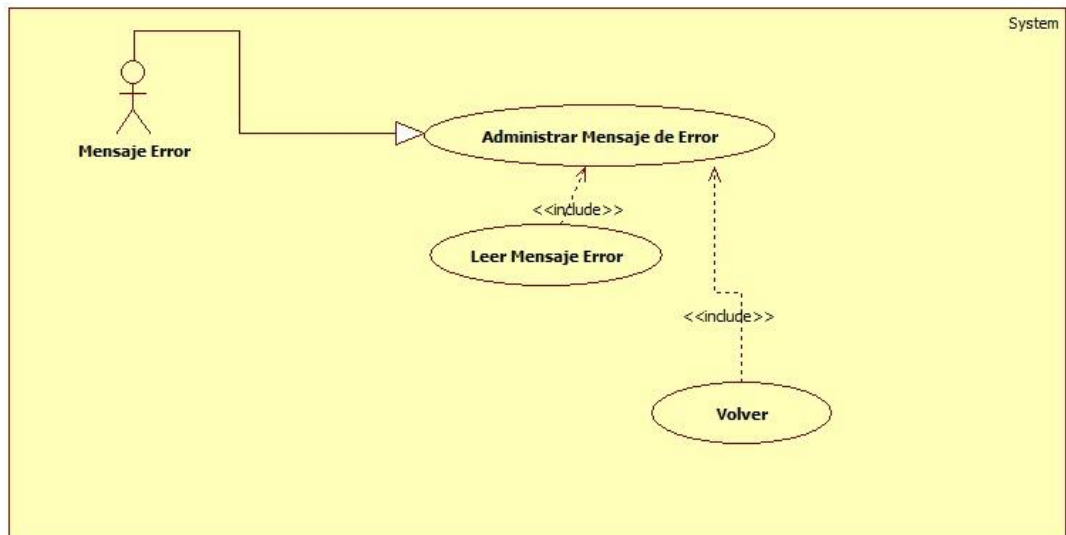 System
Mensaje Error
Administrar Mensaje de Error
<<include>>
Leer Mensaje Error
<<include>>
Volver